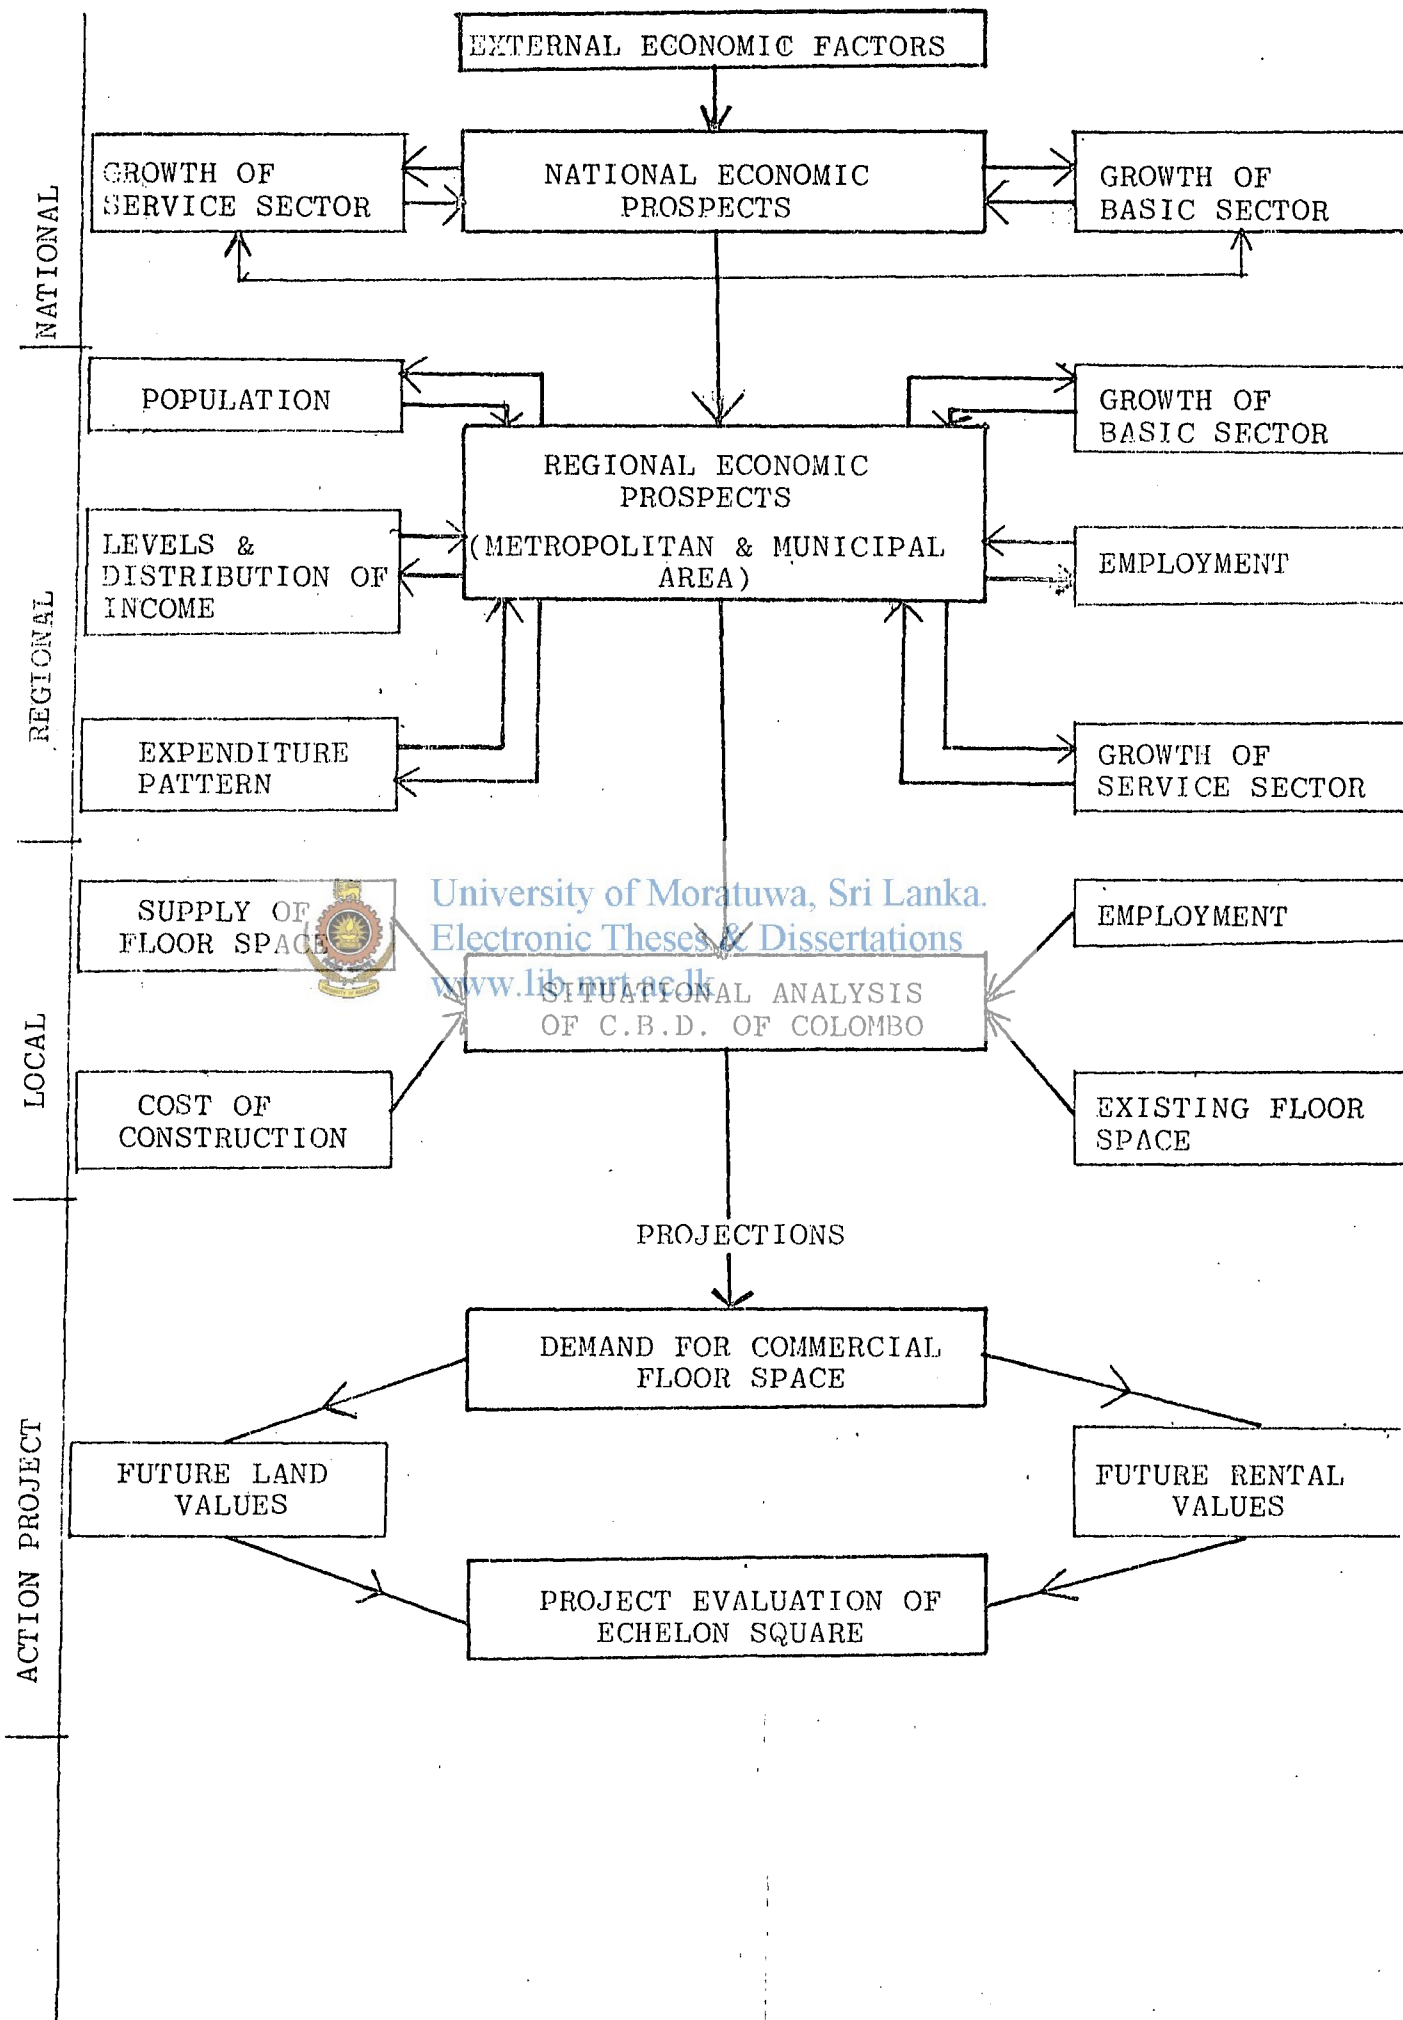 EXTERNAL ECONOMIC FACTORS
NATIONAL
GROWTH OF
SERVICE SECTOR
NATIONAL ECONOMIC
PROSPECTS
GROWTH OF
BASIC SECTOR
REGIONAL
POPULATION
GROWTH OF
BASIC SECTOR
REGIONAL ECONOMIC
PROSPECTS
(METROPOLITAN & MUNICIPAL
AREA)
LEVELS &
DISTRIBUTION OF
INCOME
EMPLOYMENT
EXPENDITURE
PATTERN
GROWTH OF
SERVICE SECTOR
LOCAL
SUPPLY OF
FLOOR SPACE
University of Moratuwa, Sri Lanka.
Electronic Theses & Dissertations
www.lib.mrt.ac.lk
EMPLOYMENT
SITUATIONAL ANALYSIS
OF C.B.D. OF COLOMBO
COST OF
CONSTRUCTION
EXISTING FLOOR
SPACE
PROJECTIONS
ACTION PROJECT
DEMAND FOR COMMERCIAL
FLOOR SPACE
FUTURE LAND
VALUES
FUTURE RENTAL
VALUES
PROJECT EVALUATION OF
ECHELON SQUARE